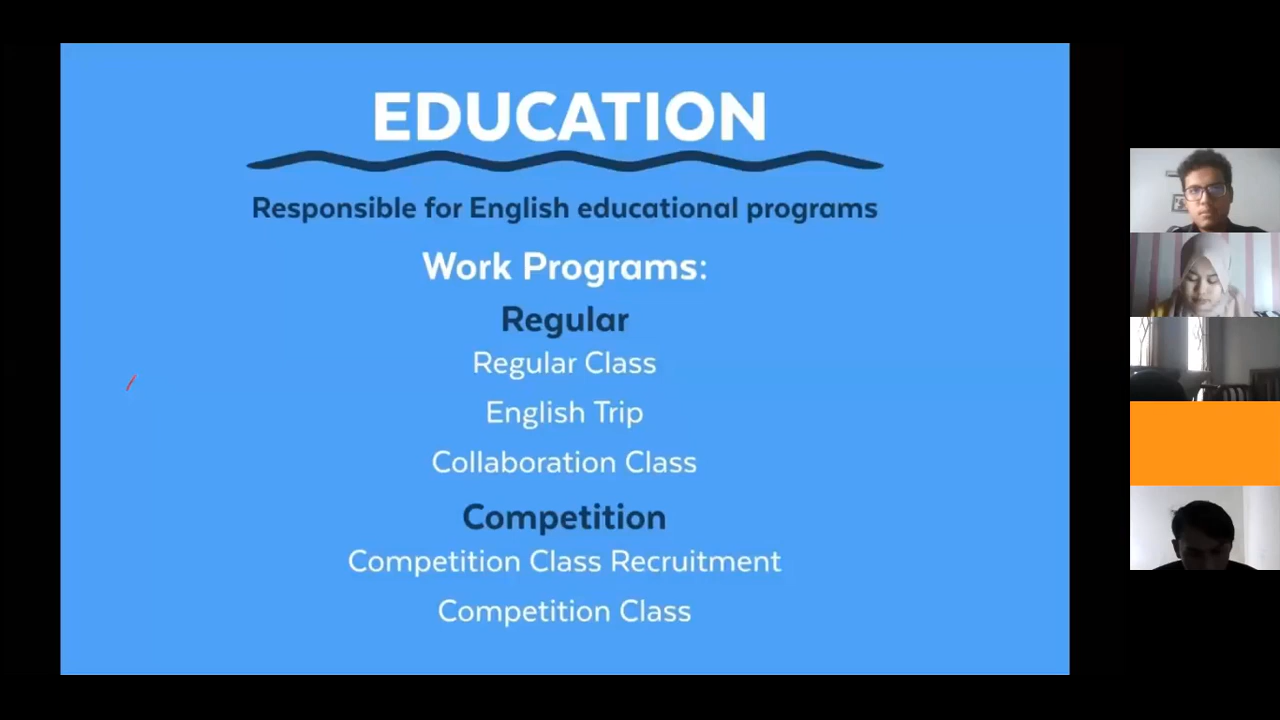 EDUCATION
Responsible for English educational programs
Work Programs:
Regular
Regular Class
English Trip
Collaboration Class
Competition
Competition Class Recruitment
Competition Class